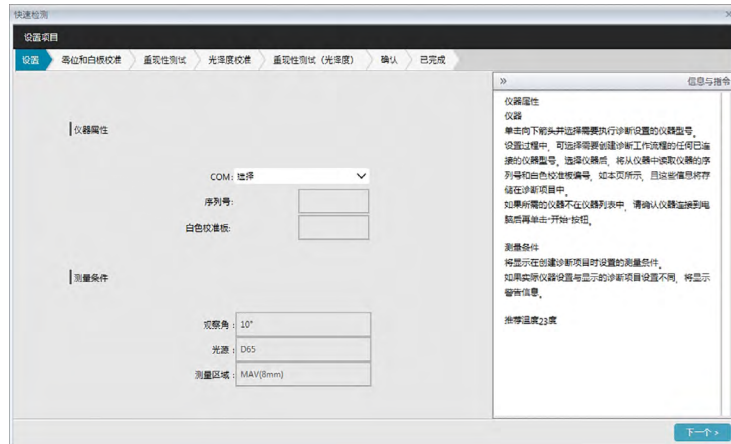 快速检测
设置项目
设置 零位和白板校准 重现性测试 光泽度校准 重现性测试（光泽度） 确认 已完成
» 信息与指令
仪器属性
COM: 选择
序列号:
白色校准板:
测量条件
观察角： 10°
光源： D65
测量区域： MAV(8mm)
仪器属性
仪器
单击向下箭头并选择需要执行诊断设置的仪器型号。
设置过程中，可选择需要创建诊断工作流程的任何已连
接的仪器型号。选择仪器后，将从仪器中读取仪器的序
列号和白色校准板编号，如本页所示，且这些信息将存
储在诊断项目中。
如果所需的仪器不在仪器列表中，请确认仪器连接到电
脑后再单击“开始”按钮。
测量条件
将显示在创建诊断项目时设置的测量条件。
如果实际仪器设置与显示的诊断项目设置不同，将显示
警告信息。
推荐温度23度
下一个 >